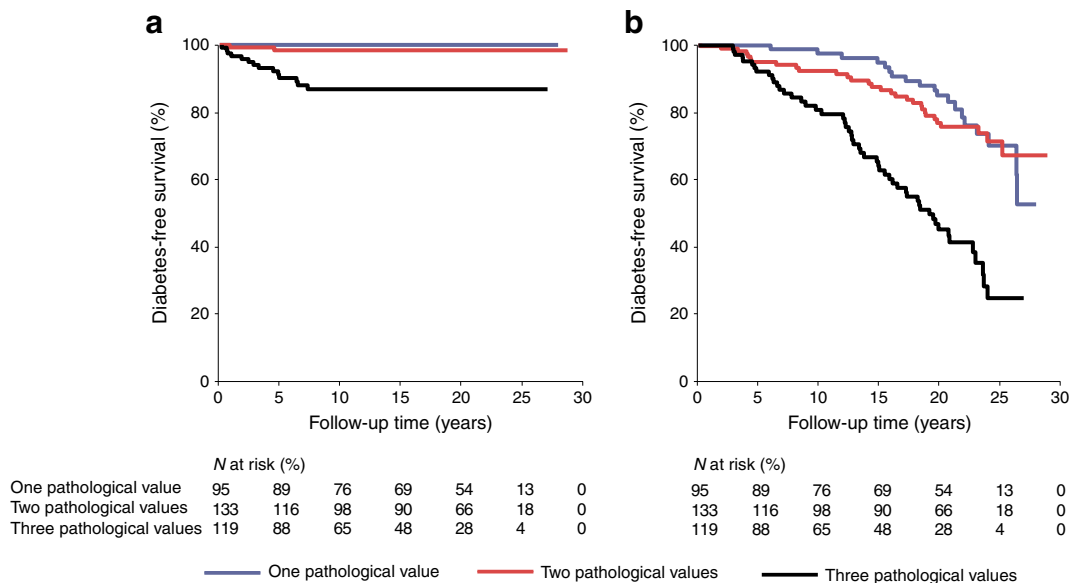 a
b
Diabetes-free survival (%)
100
80
60
40
20
0
0 5 10 15 20 25 30
Follow-up time (years)
Diabetes-free survival (%)
100
80
60
40
20
0
0 5 10 15 20 25 30
Follow-up time (years)
N at risk (%)
One pathological value 95 89 76 69 54 13 0
Two pathological values 133 116 98 90 66 18 0
Three pathological values 119 88 65 48 28 4 0
N at risk (%)
95 89 76 69 54 13 0
133 116 98 90 66 18 0
119 88 65 48 28 4 0
One pathological value Two pathological values Three pathological values